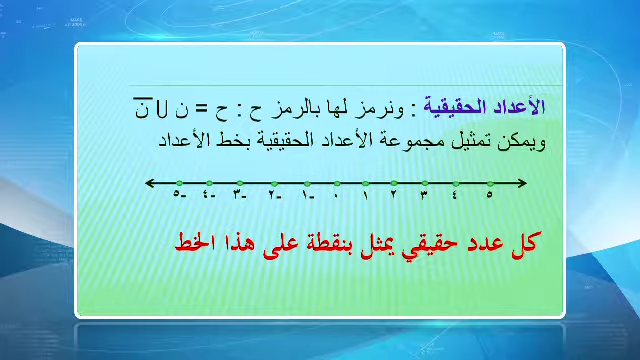 الأعداد الحقيقية : ونرمز لها بالرمز ح : ح = ن U ن̅
ويمكن تمثيل مجموعة الأعداد الحقيقية بخط الأعداد
٥- ٤- ٣- ٢- ١- ٠ ١ ٢ ٣ ٤ ٥
كل عدد حقيقي يمثل بنقطة على هذا الخط